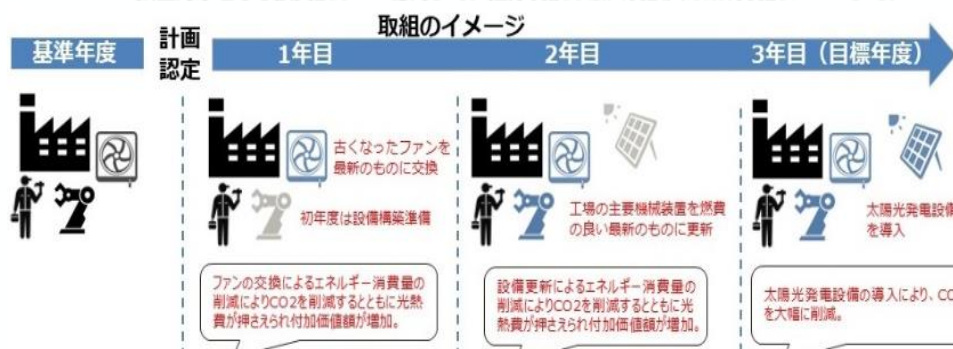 取組のイメージ
基準年度
計画
認定
1年目
2年目
3年目（目標年度）
古くなったファンを
最新のものに交換
初年度は設備構築準備
工場の主要機械装置を燃費
の良い最新のものに更新
太陽光発電設備
を導入
ファンの交換によるエネルギー消費量の
削減によりCO2を削減するとともに光熱
費が押さえられ付加価値額が増加。
設備更新によるエネルギー消費量の
削減によりCO2を削減するとともに光
熱費が押さえられ付加価値額が増加。
太陽光発電設備の導入により、CO
を大幅に削減。